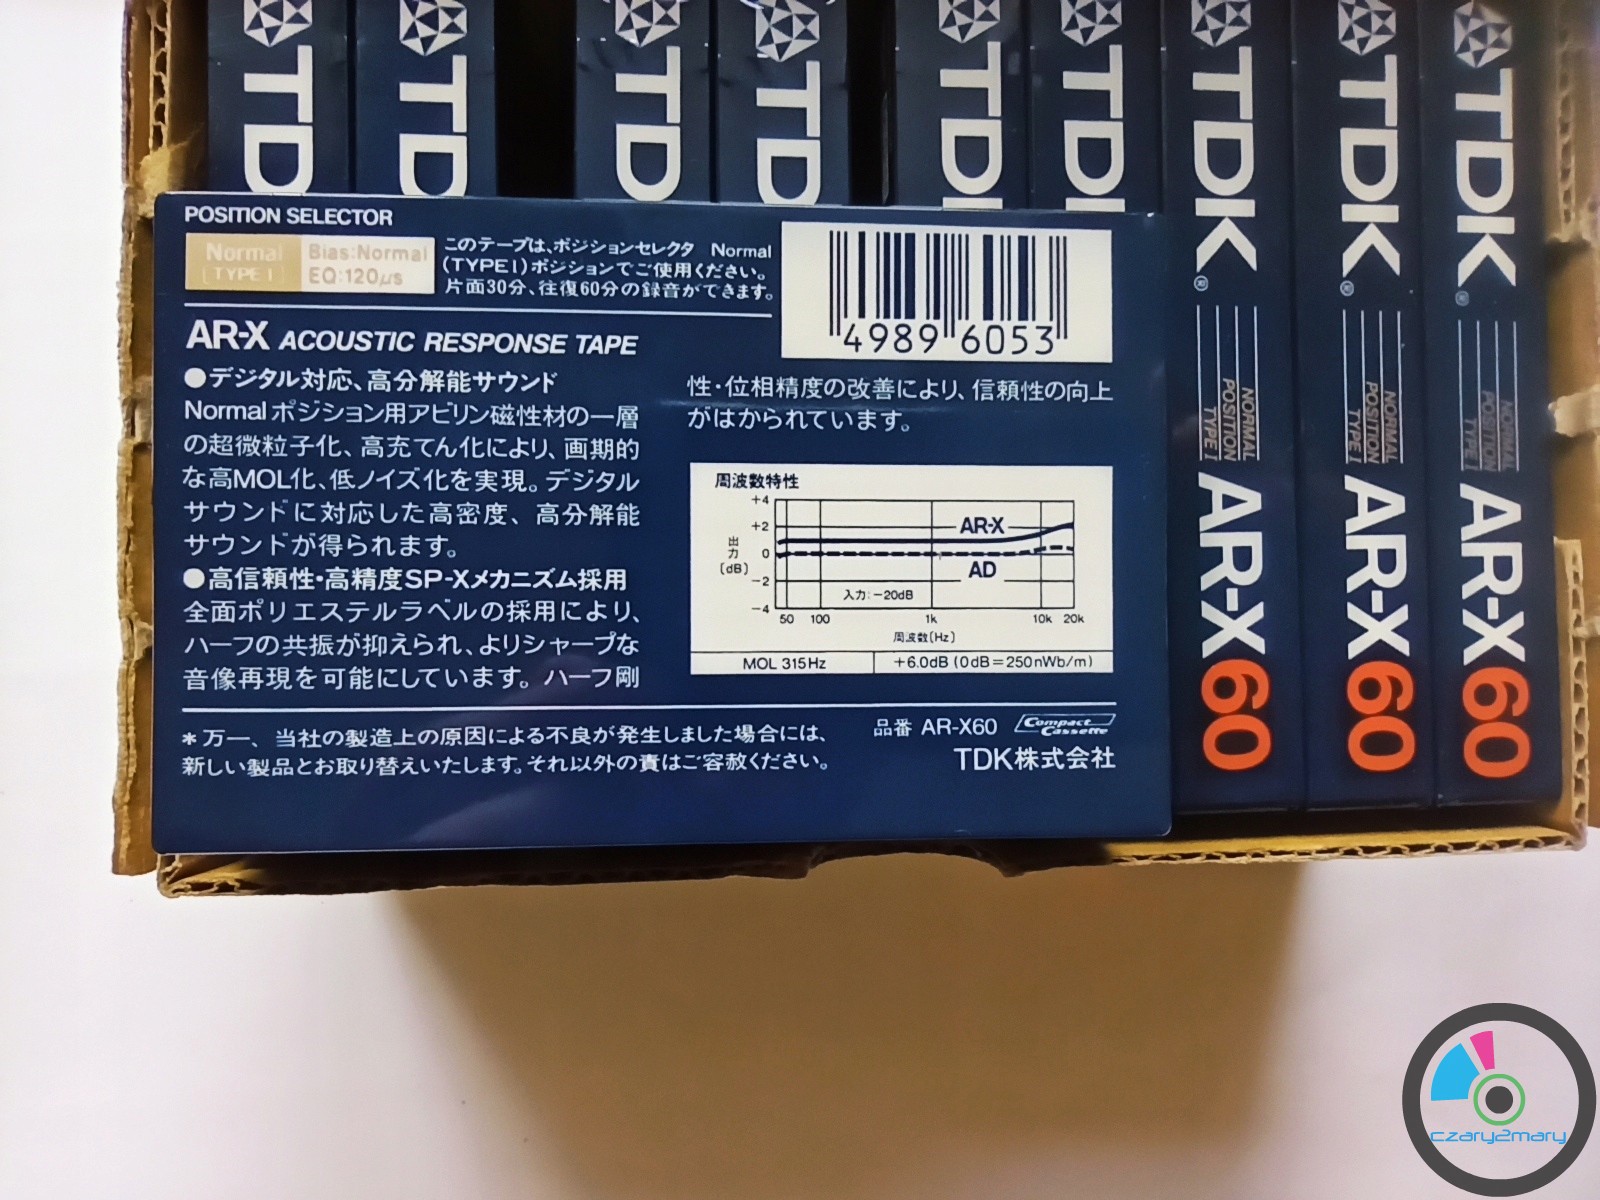 TDK
TDK
TDK
TDK
TDK
TDK
TDK
TDK
TDK
NORMAL
POSITION
TYPE I
AR-X60
NORMAL
POSITION
TYPE I
AR-X60
NORMAL
POSITION
TYPE I
AR-X60
POSITION SELECTOR
Normal
[TYPE I]
Bias:Normal
EQ:120μs
このテープは、ポジションセレクタ Normal
(TYPE I)ポジションでご使用ください。
片面30分、往復60分の録音ができます。
49896053
AR-X ACOUSTIC RESPONSE TAPE
●デジタル対応、高分解能サウンド
Normalポジション用アビリン磁性材の一層
の超微粒子化、高充てん化により、画期的
な高MOL化、低ノイズ化を実現。デジタル
サウンドに対応した高密度、高分解能
サウンドが得られます。
●高信頼性・高精度SP-Xメカニズム採用
全面ポリエステルラベルの採用により、
ハーフの共振が抑えられ、よりシャープな
音像再現を可能にしています。ハーフ剛
性・位相精度の改善により、信頼性の向上
がはかられています。
周波数特性
+4
+2
0
-2
-4
出力
[dB]
AR-X
AD
入力:-20dB
50 100 1k 10k 20k
周波数[Hz]
MOL 315Hz +6.0dB (0dB=250nWb/m)
*万一、当社の製造上の原因による不良が発生しました場合には、
新しい製品とお取り替えいたします。それ以外の責はご容赦ください。
品番 AR-X60 Compact Cassette
TDK株式会社
czary2mary